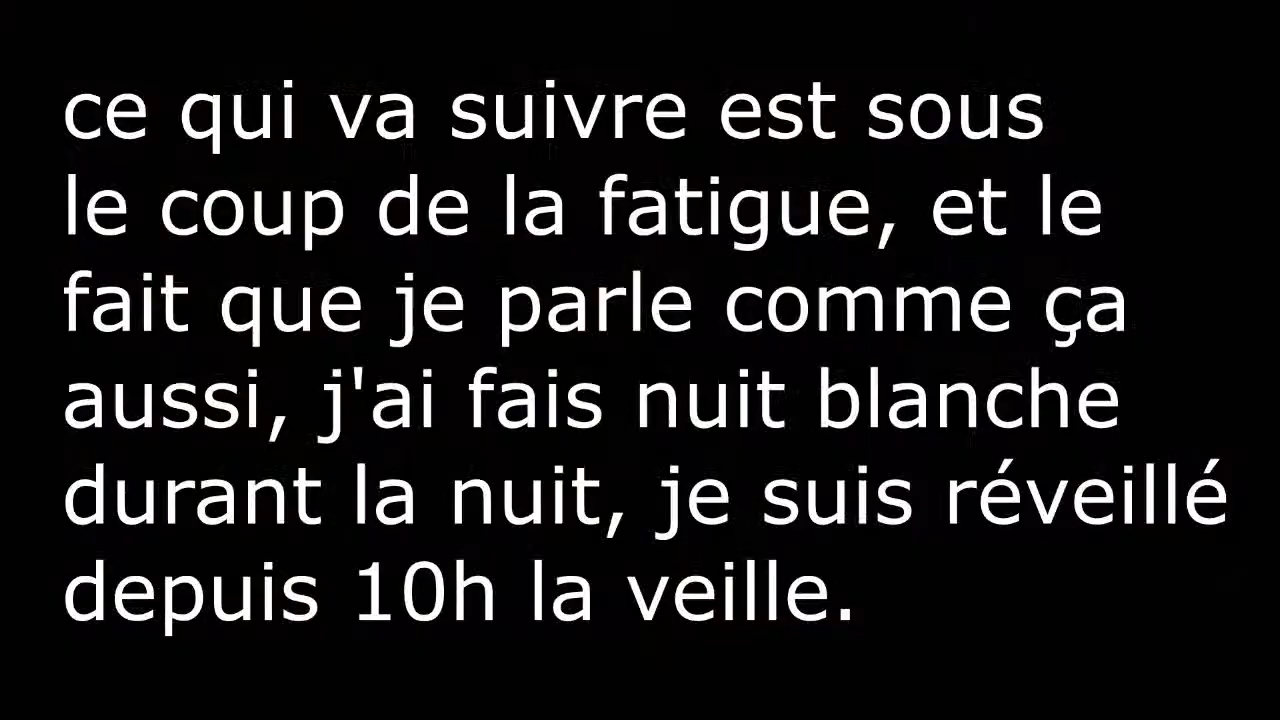 ce qui va suivre est sous
le coup de la fatigue, et le
fait que je parle comme ça
aussi, j'ai fais nuit blanche
durant la nuit, je suis réveillé
depuis 10h la veille.